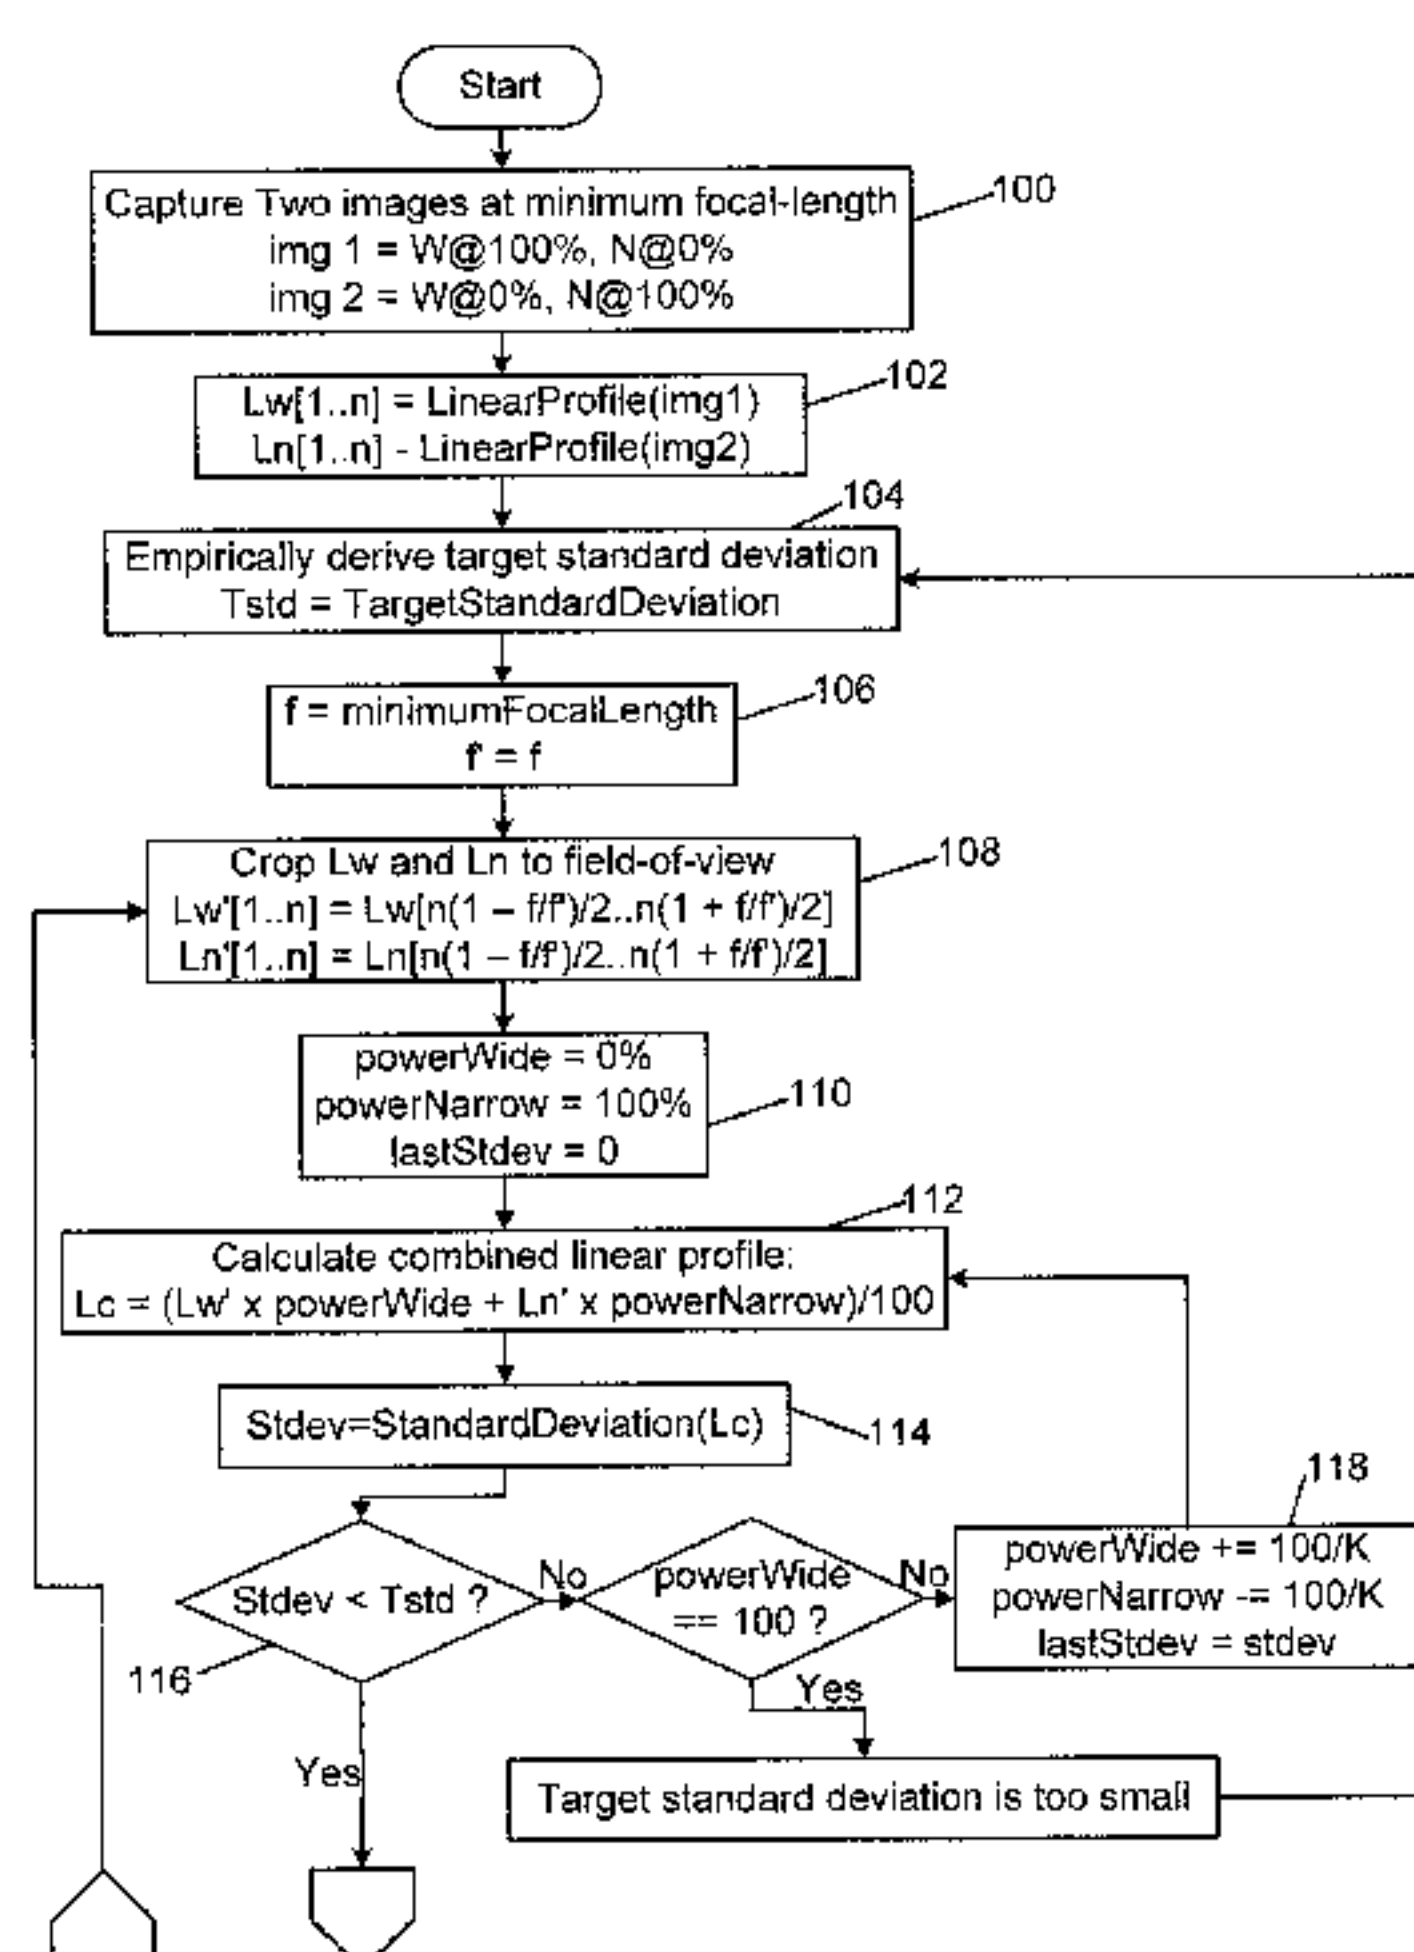 Start
Capture Two images at minimum focal-length
img 1 = W@100%, N@0%
img 2 = W@0%, N@100%
100
Lw[1..n] = LinearProfile(img1)
Ln[1..n] - LinearProfile(img2)
102
104
Empirically derive target standard deviation
Tstd = TargetStandardDeviation
f = minimumFocalLength
f' = f
106
Crop Lw and Ln to field-of-view
Lw'[1..n] = Lw[n(1 – f/f')/2..n(1 + f/f')/2]
Ln'[1..n] = Ln[n(1 – f/f')/2..n(1 + f/f')/2]
108
powerWide = 0%
powerNarrow = 100%
lastStdev = 0
110
112
Calculate combined linear profile:
Lc = (Lw' x powerWide + Ln' x powerNarrow)/100
Stdev=StandardDeviation(Lc)
114
Stdev < Tstd ?
116
No
powerWide
== 100 ?
No
118
powerWide += 100/K
powerNarrow -= 100/K
lastStdev = stdev
Yes
Yes
Target standard deviation is too small